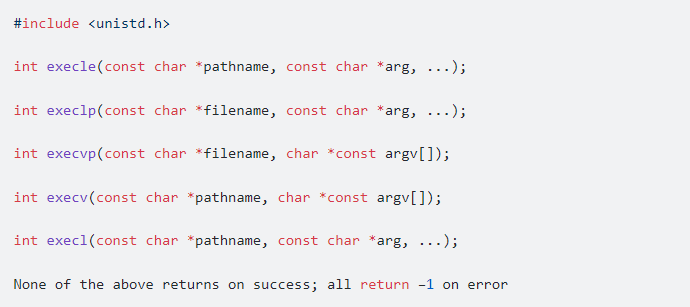 #include <unistd.h>
int execle(const char *pathname, const char *arg, ...);
int execlp(const char *filename, const char *arg, ...);
int execvp(const char *filename, char *const argv[]);
int execv(const char *pathname, char *const argv[]);
int execl(const char *pathname, const char *arg, ...);
None of the above returns on success; all return –1 on error